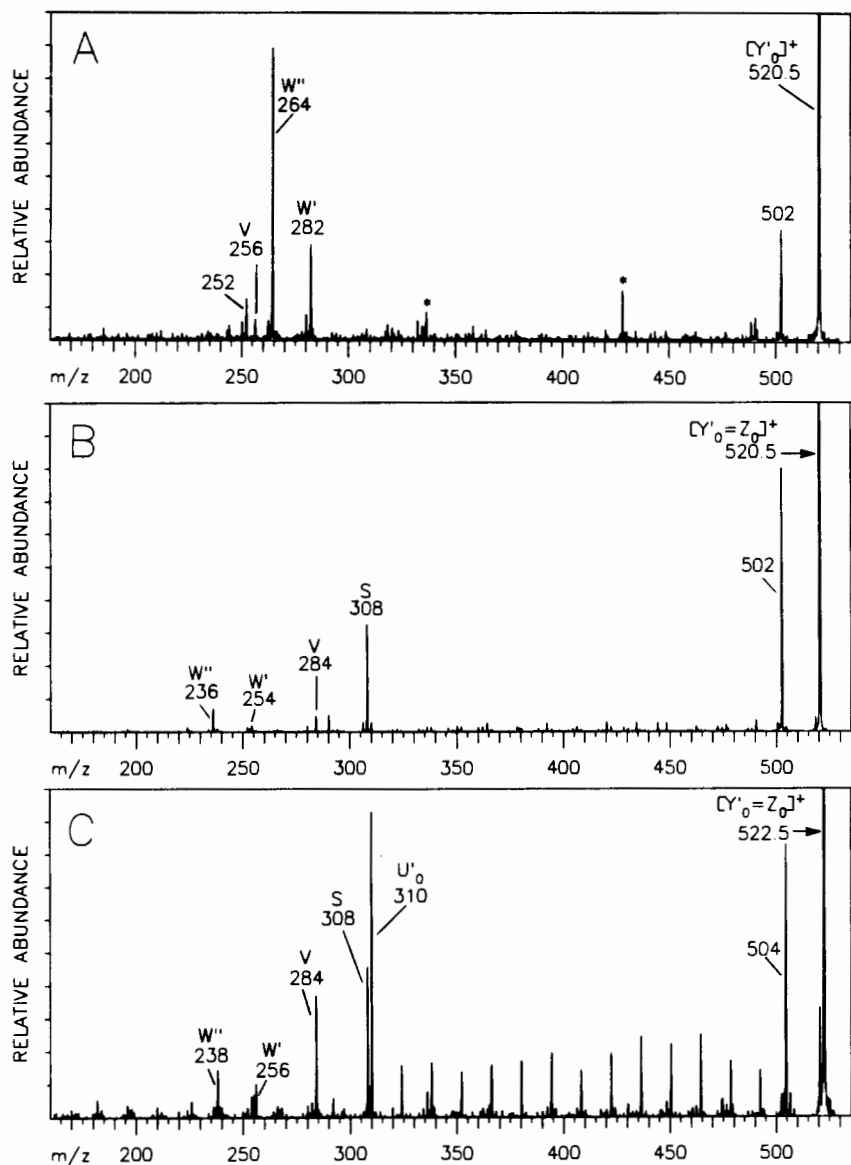 A
RELATIVE ABUNDANCE
[Y'₀]⁺
520.5
W"
264
V
256
W'
282
252
*
*
502
m/z 200 250 300 350 400 450 500
B
RELATIVE ABUNDANCE
[Y'₀=Z₀]⁺
520.5
502
S
308
V
284
W"
236
W'
254
m/z 200 250 300 350 400 450 500
C
RELATIVE ABUNDANCE
[Y'₀=Z₀]⁺
522.5
U'₀
310
S
308
504
V
284
W"
238
W'
256
m/z 200 250 300 350 400 450 500